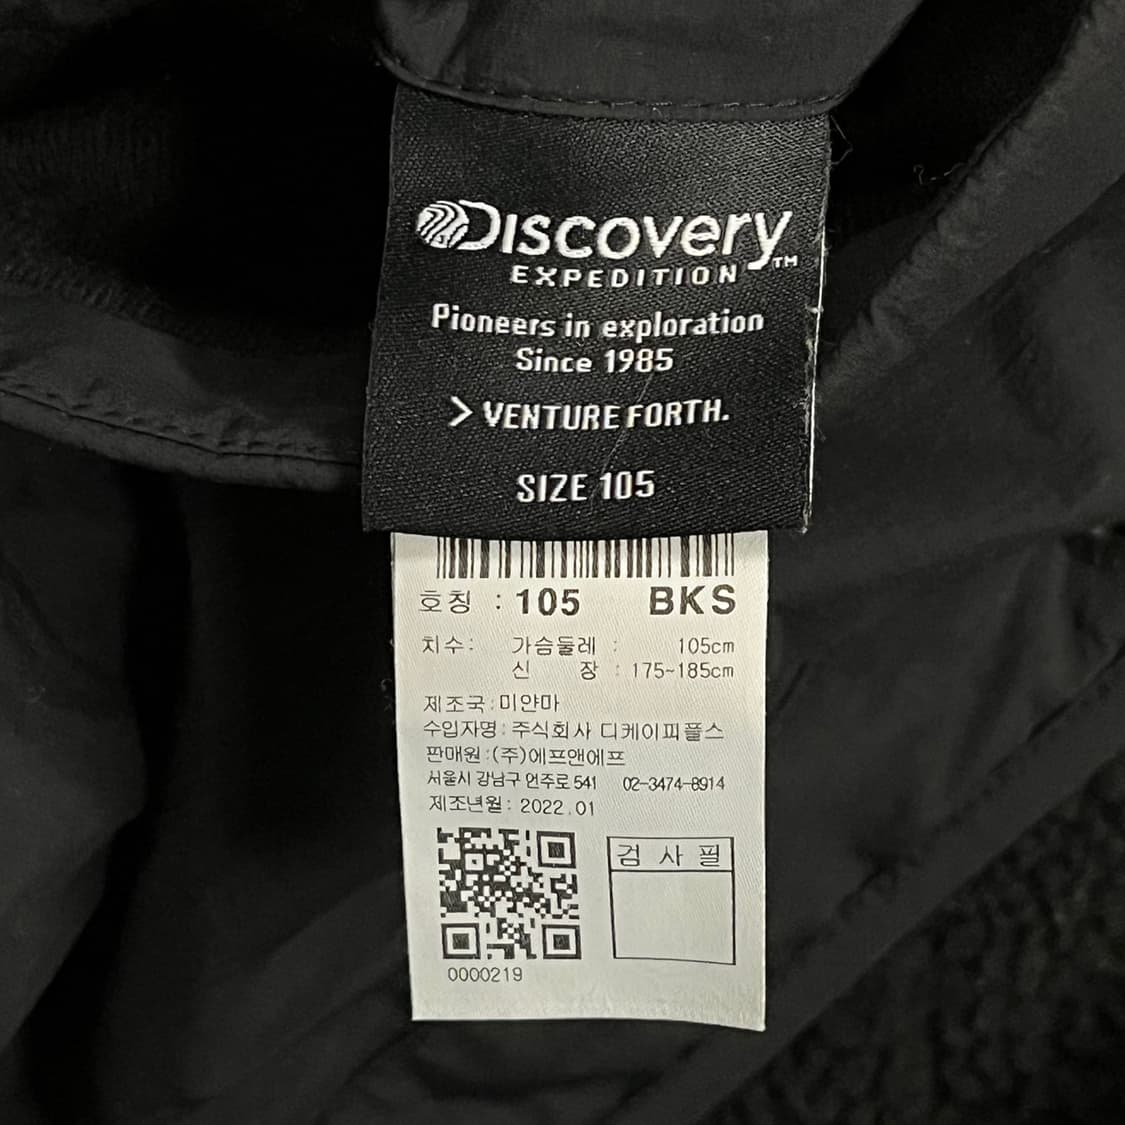 Discovery™
EXPEDITION
Pioneers in exploration
Since 1985
> VENTURE FORTH.
SIZE 105
호칭 : 105 BKS
치수: 가슴둘레 : 105cm
신 장 : 175~185cm
제조국:미얀마
수입자명:주식회사 디케이피플스
판매원:(주)에프앤에프
서울시 강남구 언주로 541 02-3474-8914
제조년월: 2022.01
검 사 필
0000219